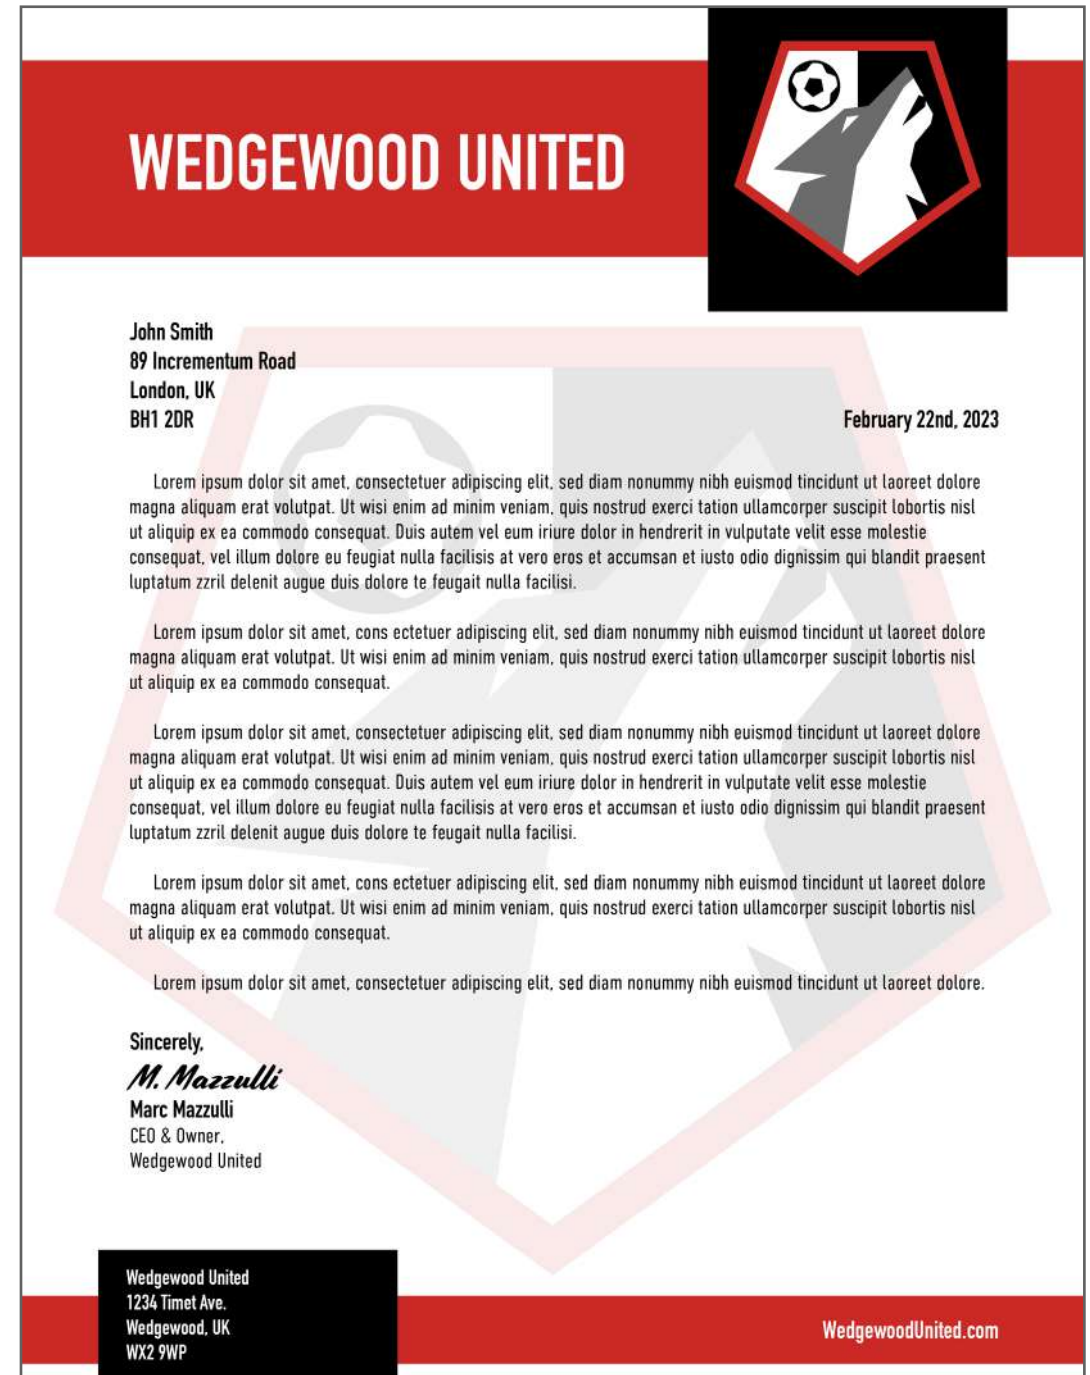 WEDGEWOOD UNITED
John Smith
89 Incrementum Road
London, UK
BH1 2DR
February 22nd, 2023
Lorem ipsum dolor sit amet, consectetuer adipiscing elit, sed diam nonummy nibh euismod tincidunt ut laoreet dolore
magna aliquam erat volutpat. Ut wisi enim ad minim veniam, quis nostrud exerci tation ullamcorper suscipit lobortis nisl
ut aliquip ex ea commodo consequat. Duis autem vel eum iriure dolor in hendrerit in vulputate velit esse molestie
consequat, vel illum dolore eu feugiat nulla facilisis at vero eros et accumsan et iusto odio dignissim qui blandit praesent
luptatum zzril delenit augue duis dolore te feugait nulla facilisi.
Lorem ipsum dolor sit amet, cons ectetuer adipiscing elit, sed diam nonummy nibh euismod tincidunt ut laoreet dolore
magna aliquam erat volutpat. Ut wisi enim ad minim veniam, quis nostrud exerci tation ullamcorper suscipit lobortis nisl
ut aliquip ex ea commodo consequat.
Lorem ipsum dolor sit amet, consectetuer adipiscing elit, sed diam nonummy nibh euismod tincidunt ut laoreet dolore
magna aliquam erat volutpat. Ut wisi enim ad minim veniam, quis nostrud exerci tation ullamcorper suscipit lobortis nisl
ut aliquip ex ea commodo consequat. Duis autem vel eum iriure dolor in hendrerit in vulputate velit esse molestie
consequat, vel illum dolore eu feugiat nulla facilisis at vero eros et accumsan et iusto odio dignissim qui blandit praesent
luptatum zzril delenit augue duis dolore te feugait nulla facilisi.
Lorem ipsum dolor sit amet, cons ectetuer adipiscing elit, sed diam nonummy nibh euismod tincidunt ut laoreet dolore
magna aliquam erat volutpat. Ut wisi enim ad minim veniam, quis nostrud exerci tation ullamcorper suscipit lobortis nisl
ut aliquip ex ea commodo consequat.
Lorem ipsum dolor sit amet, consectetuer adipiscing elit, sed diam nonummy nibh euismod tincidunt ut laoreet dolore.
Sincerely,
M. Mazzulli
Marc Mazzulli
CEO & Owner,
Wedgewood United
Wedgewood United
1234 Timet Ave.
Wedgewood, UK
WX2 9WP
WedgewoodUnited.com